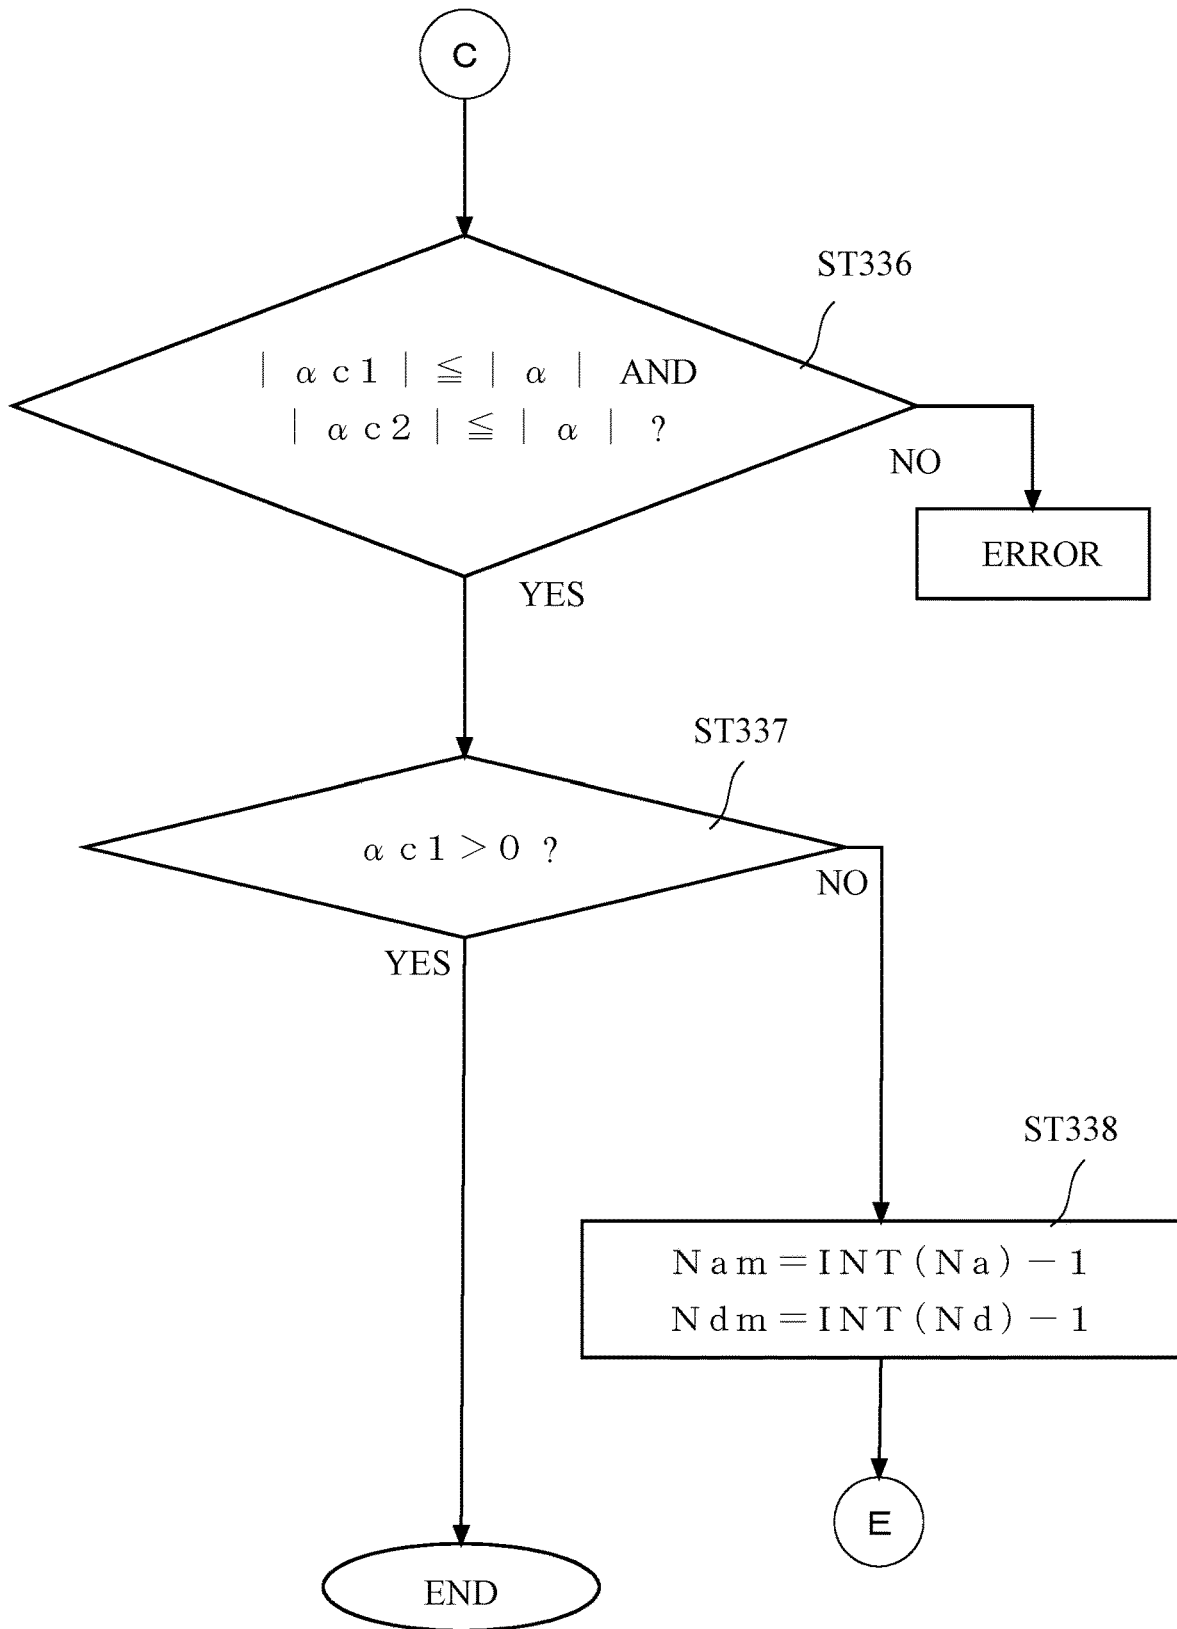 C
ST336
| αc1 | ≦ | α | AND
| αc2 | ≦ | α | ?
NO
ERROR
YES
ST337
αc1＞0 ?
NO
YES
ST338
Nam＝INT(Na)－1
Ndm＝INT(Nd)－1
E
END